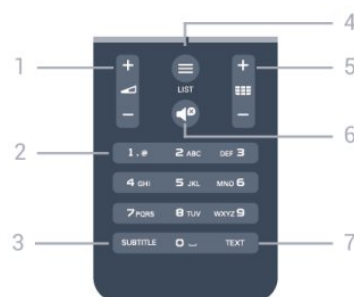 4
1 + + 5
LIST
− −
6
2 1.@ 2 ABC DEF 3
4 GHI 5 JKL MNO 6
7 PQRS 8 TUV WXYZ 9
3 SUBTITLE 0 ⎵ TEXT 7